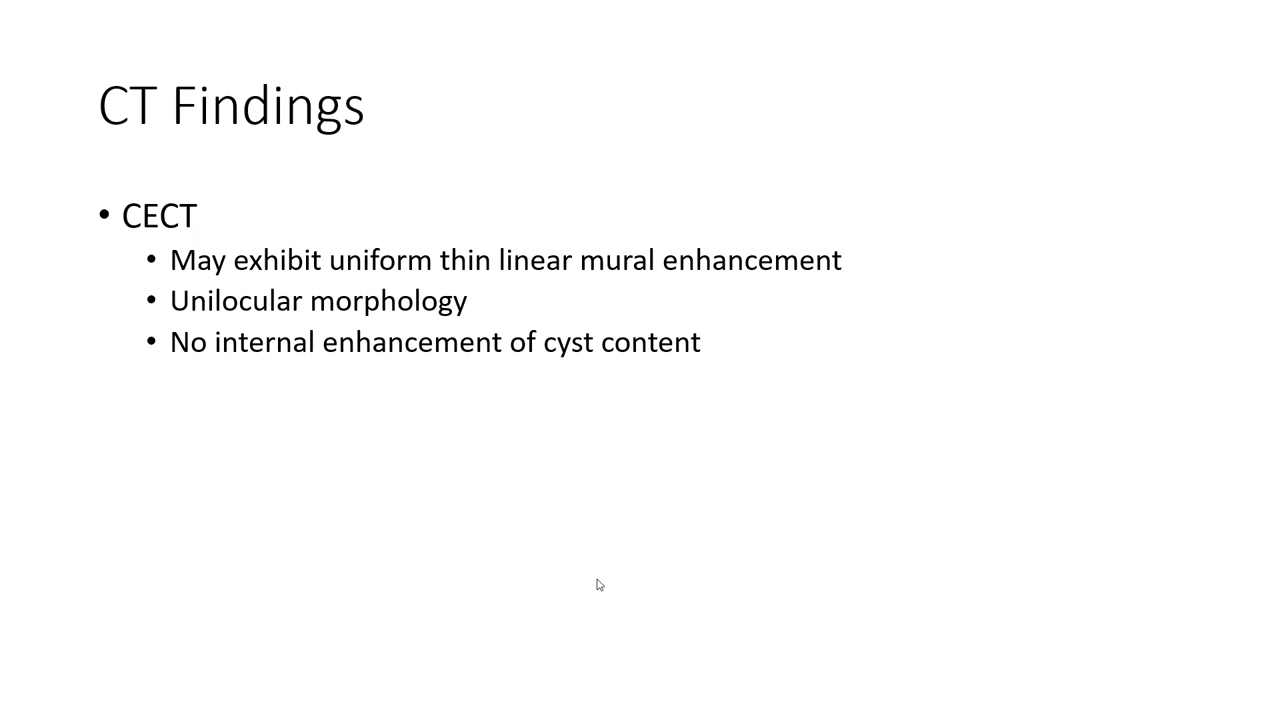 CT Findings
• CECT
• May exhibit uniform thin linear mural enhancement
• Unilocular morphology
• No internal enhancement of cyst content